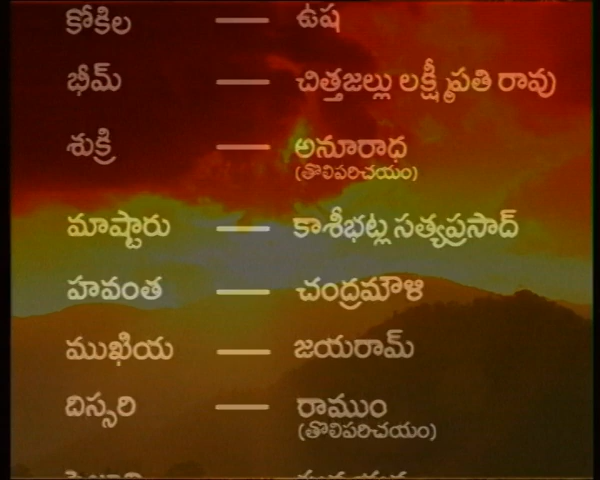 కోకిల — ఉష
భీమ్ — చిత్తజల్లు లక్ష్మీపతి రావు
శుక్రి — అనూరాధ
(తొలిపరిచయం)
మాష్టారు — కాశీభట్ల సత్యప్రసాద్
హవంత — చంద్రమౌళి
ముఖియ — జయరామ్
దిస్సరి — రాముం
(తొలిపరిచయం)